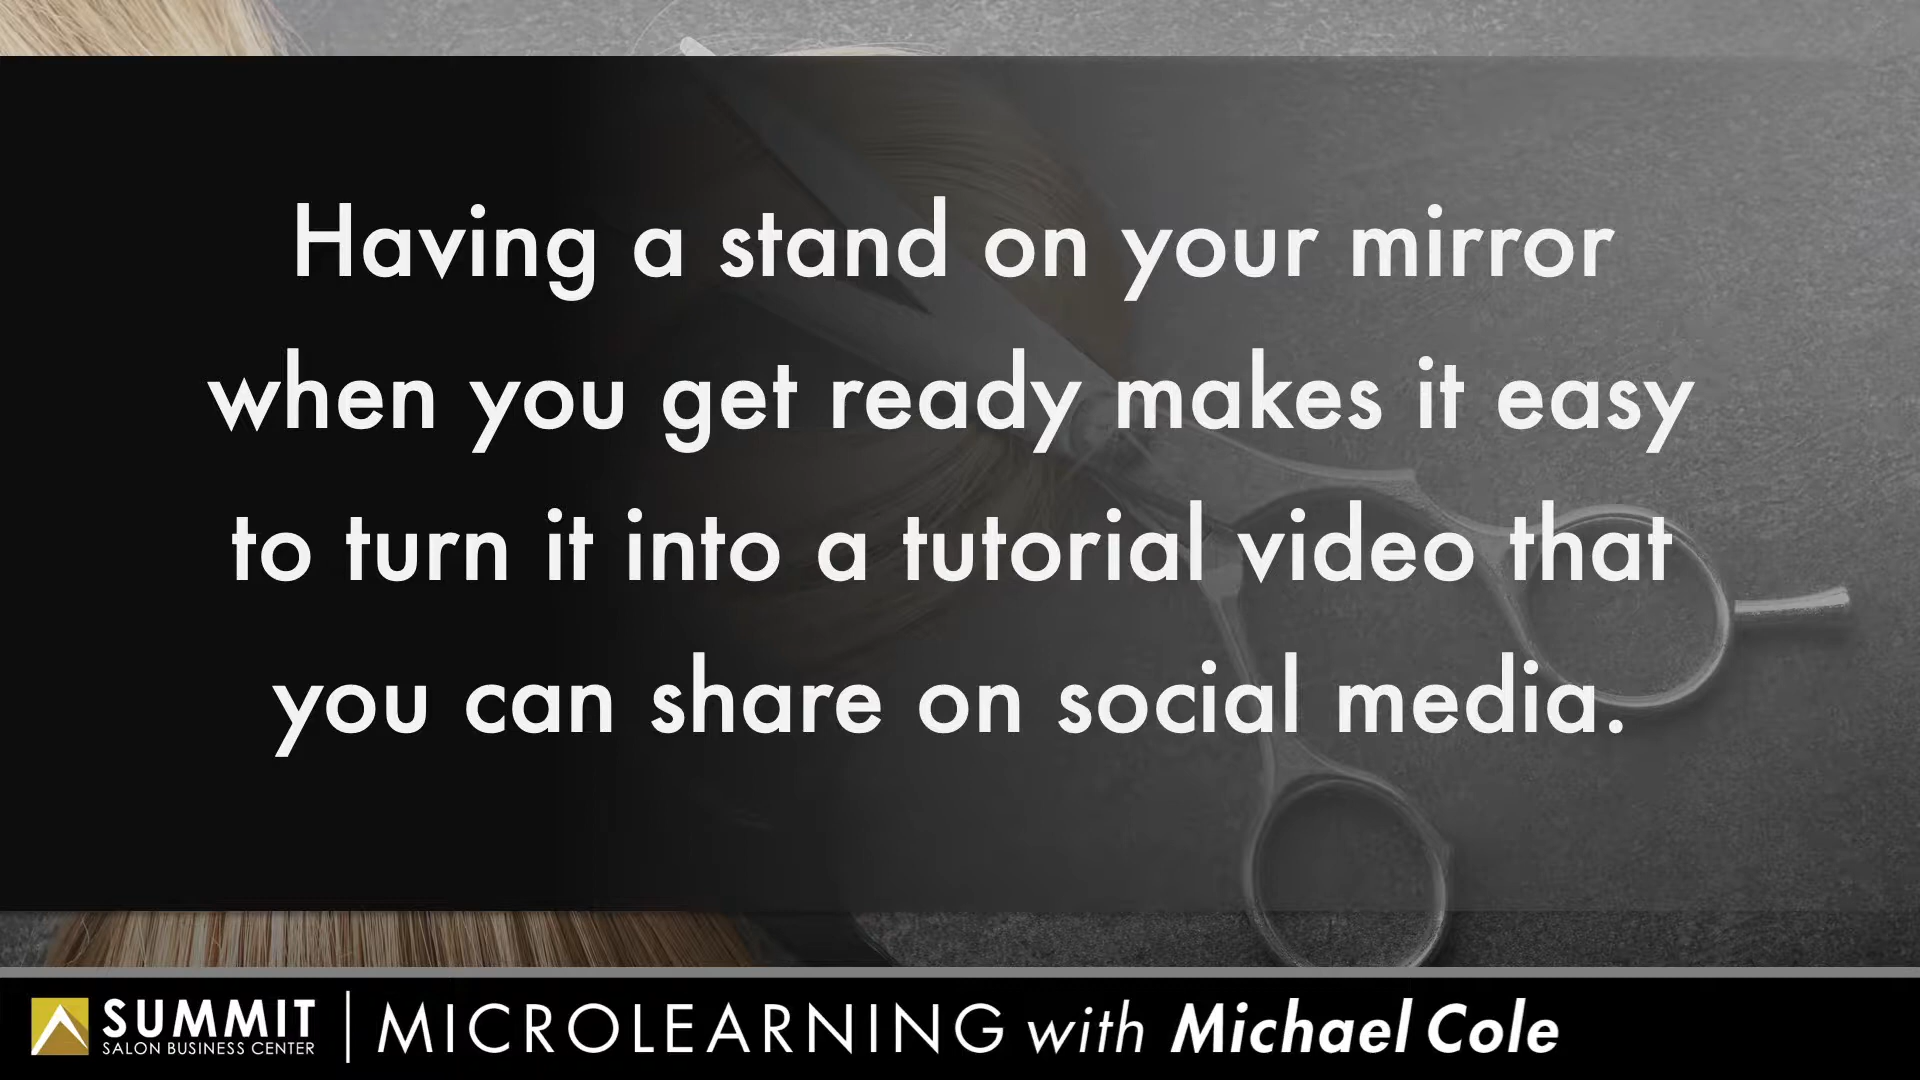 Having a stand on your mirror
when you get ready makes it easy
to turn it into a tutorial video that
you can share on social media.
SUMMIT
SALON BUSINESS CENTER
MICROLEARNING with Michael Cole